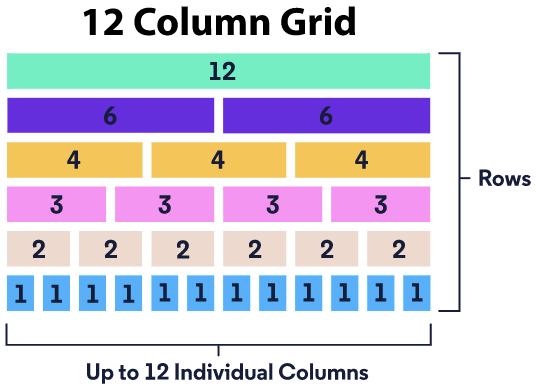 12 Column Grid
12
6 6
4 4 4
3 3 3 3
Rows
2 2 2 2 2 2
1 1 1 1 1 1 1 1 1 1 1 1
Up to 12 Individual Columns